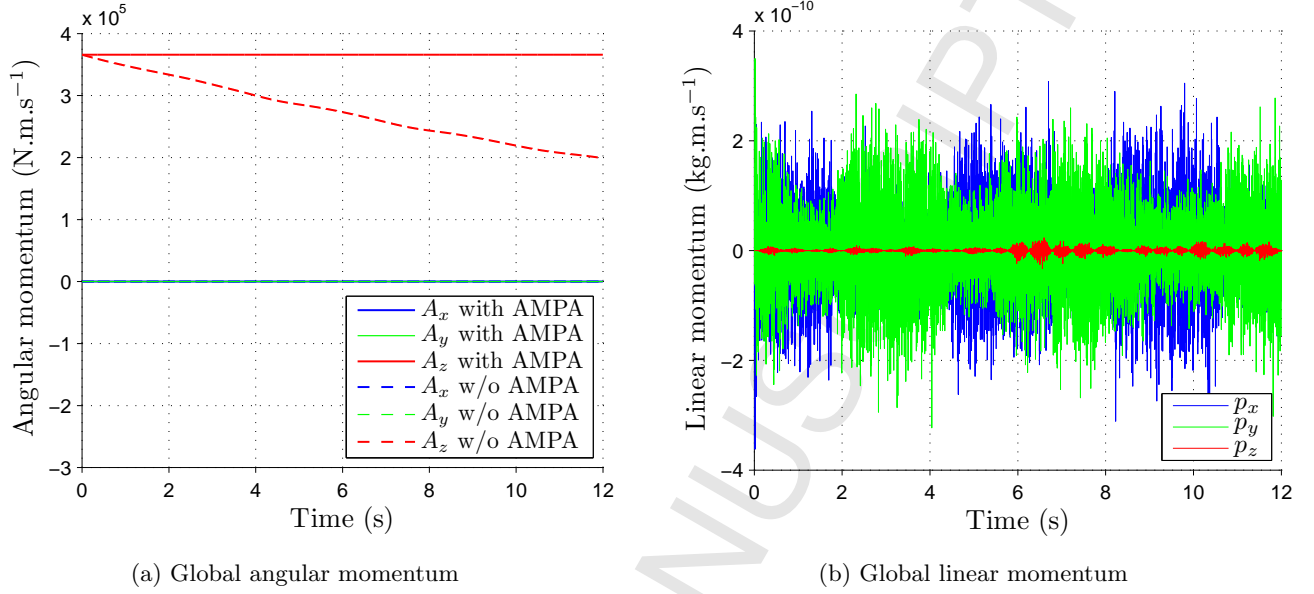 × 10⁵
4
3
2
1
0
−1
−2
−3
0 2 4 6 8 10 12
Angular momentum (N.m.s⁻¹)
Time (s)
A_x with AMPA
A_y with AMPA
A_z with AMPA
A_x w/o AMPA
A_y w/o AMPA
A_z w/o AMPA
(a) Global angular momentum
x 10⁻¹⁰
4
2
0
−2
−4
0 2 4 6 8 10 12
Linear momentum (kg.m.s⁻¹)
Time (s)
p_x
p_y
p_z
(b) Global linear momentum
NUSCRIPT